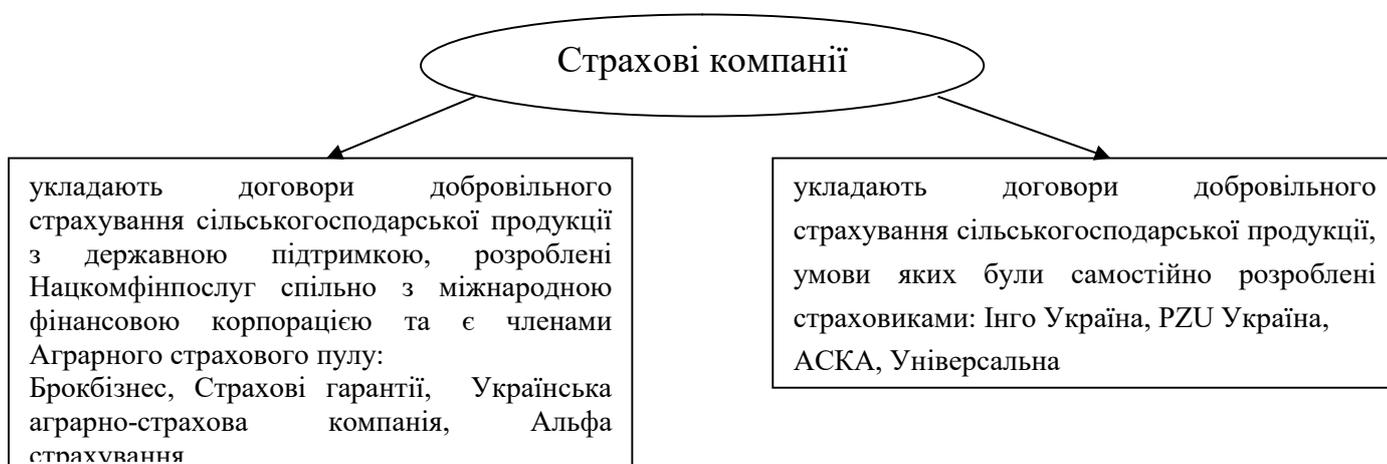 Страхові компанії
укладають договори добровільного
страхування сільськогосподарської продукції
з державною підтримкою, розроблені
Нацкомфінпослуг спільно з міжнародною
фінансовою корпорацією та є членами
Аграрного страхового пулу:
Брокбізнес, Страхові гарантії, Українська
аграрно-страхова компанія, Альфа
страхування
укладають договори добровільного
страхування сільськогосподарської продукції,
умови яких були самостійно розроблені
страховиками: Інго Україна, PZU Україна,
АСКА, Універсальна